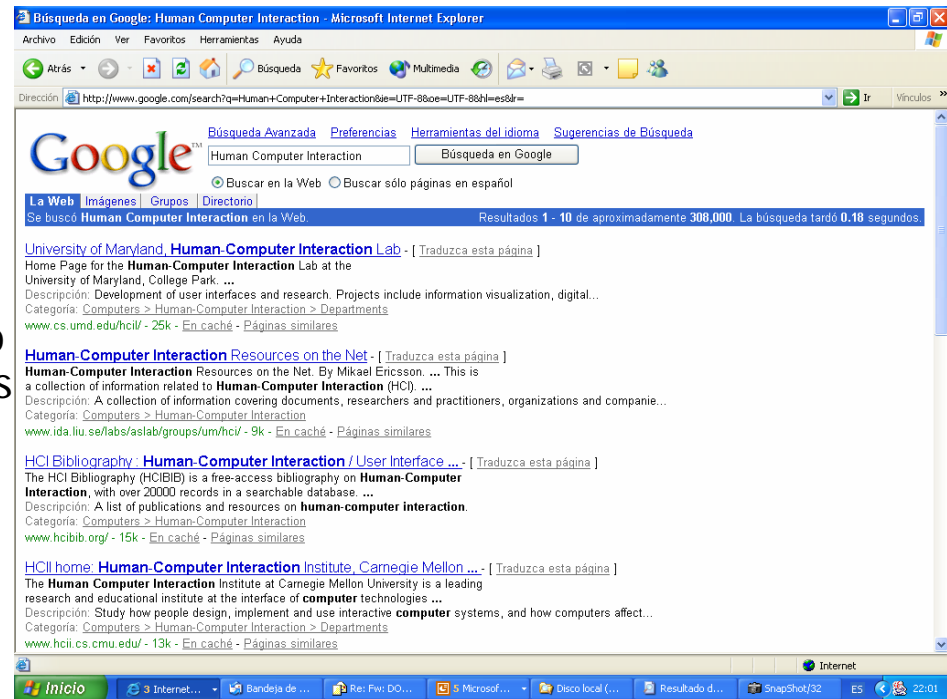 Búsqueda en Google: Human Computer Interaction - Microsoft Internet Explorer
Archivo Edición Ver Favoritos Herramientas Ayuda
Atrás Búsqueda Favoritos Multimedia
Dirección http://www.google.com/search?q=Human+Computer+Interaction&ie=UTF-8&oe=UTF-8&hl=es&lr= Ir Vínculos »
Búsqueda Avanzada Preferencias Herramientas del idioma Sugerencias de Búsqueda
Google™ Human Computer Interaction Búsqueda en Google
Buscar en la Web Buscar sólo páginas en español
La Web Imágenes Grupos Directorio
Se buscó Human Computer Interaction en la Web. Resultados 1 - 10 de aproximadamente 308,000. La búsqueda tardó 0.18 segundos.
University of Maryland, Human-Computer Interaction Lab - [ Traduzca esta página ]
Home Page for the Human-Computer Interaction Lab at the
University of Maryland, College Park. ...
Descripción: Development of user interfaces and research. Projects include information visualization, digital...
Categoría: Computers > Human-Computer Interaction > Departments
www.cs.umd.edu/hcil/ - 25k - En caché - Páginas similares
Human-Computer Interaction Resources on the Net - [ Traduzca esta página ]
Human-Computer Interaction Resources on the Net. By Mikael Ericsson. ... This is
a collection of information related to Human-Computer Interaction (HCI). ...
Descripción: A collection of information covering documents, researchers and practitioners, organizations and companie...
Categoría: Computers > Human-Computer Interaction
www.ida.liu.se/labs/aslab/groups/um/hci/ - 9k - En caché - Páginas similares
HCI Bibliography : Human-Computer Interaction / User Interface ... - [ Traduzca esta página ]
The HCI Bibliography (HCIBIB) is a free-access bibliography on Human-Computer
Interaction, with over 20000 records in a searchable database. ...
Descripción: A list of publications and resources on human-computer interaction.
Categoría: Computers > Human-Computer Interaction
www.hcibib.org/ - 15k - En caché - Páginas similares
HCII home: Human-Computer Interaction Institute, Carnegie Mellon ... - [ Traduzca esta página ]
The Human Computer Interaction Institute at Carnegie Mellon University is a leading
research and educational institute at the interface of computer technologies ...
Descripción: Study how people design, implement and use interactive computer systems, and how computers affect...
Categoría: Computers > Human-Computer Interaction > Departments
www.hcii.cs.cmu.edu/ - 13k - En caché - Páginas similares
Internet
Inicio 3 Internet... Bandeja de ... Re: Fw: DO... 5 Microsof... Disco local (... Resultado d... SnapShot/32 ES 22:01